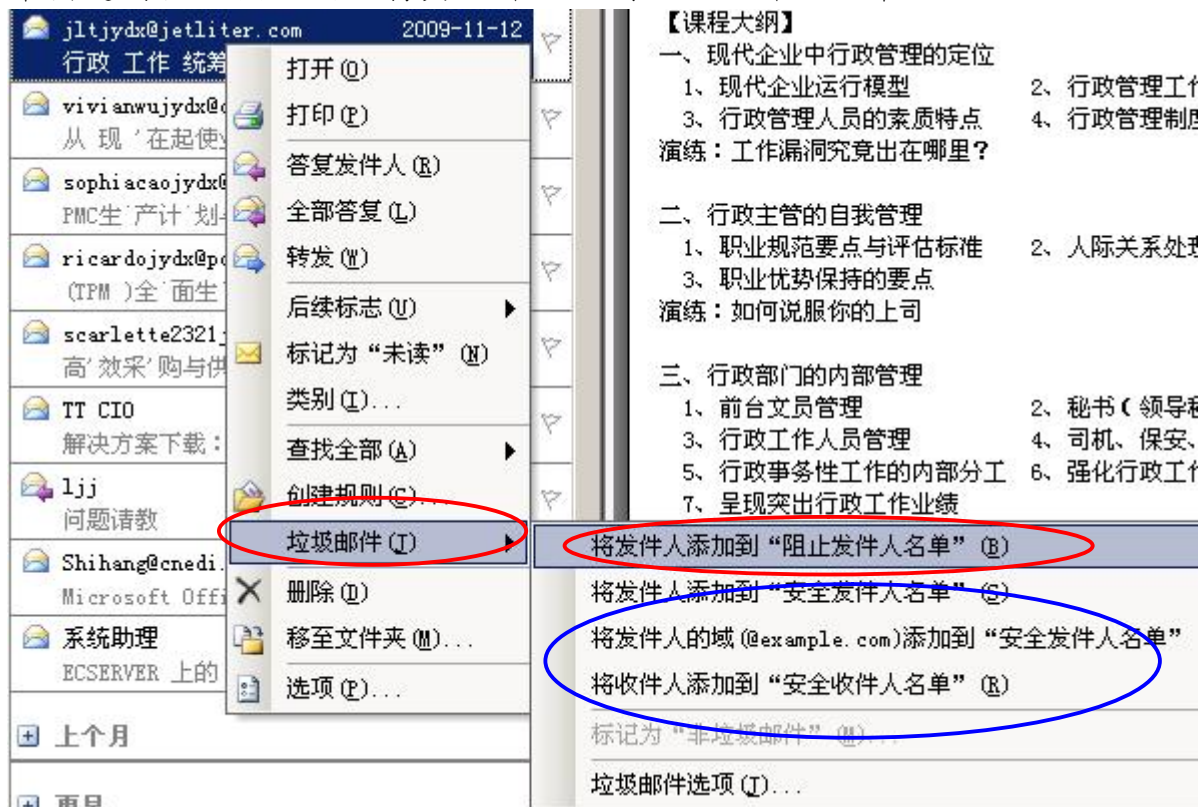 jltjydx@jetliter.com 2009-11-12
行政 工作 统筹
vivianwujydx@
从 现 ′在起使
sophiacaojydx
PMC生′产计′划
ricardojydx@p
(TPM )全′面生
scarlette2321
高′效采′购与供
TT CIO
解决方案下载：
ljj
问题请教
Shihang@cnedi.
Microsoft Offi
系统助理
ECSERVER 上的
上个月
更早
打开(O)
打印(P)
答复发件人(R)
全部答复(L)
转发(W)
后续标志(U)
标记为“未读”(N)
类别(I)...
查找全部(A)
创建规则(C)...
垃圾邮件(J)
删除(D)
移至文件夹(M)...
选项(P)...
将发件人添加到“阻止发件人名单”(B)
将发件人添加到“安全发件人名单”(S)
将发件人的域(@example.com)添加到“安全发件人名单”
将收件人添加到“安全收件人名单”(R)
标记为“非垃圾邮件”(N)...
垃圾邮件选项(J)...
【课程大纲】
一、现代企业中行政管理的定位
1、现代企业运行模型 2、行政管理工作
3、行政管理人员的素质特点 4、行政管理制度
演练：工作漏洞究竟出在哪里？
二、行政主管的自我管理
1、职业规范要点与评估标准 2、人际关系处理
3、职业优势保持的要点
演练：如何说服你的上司
三、行政部门的内部管理
1、前台文员管理 2、秘书(领导秘
3、行政工作人员管理 4、司机、保安、
5、行政事务性工作的内部分工 6、强化行政工作
7、呈现突出行政工作业绩